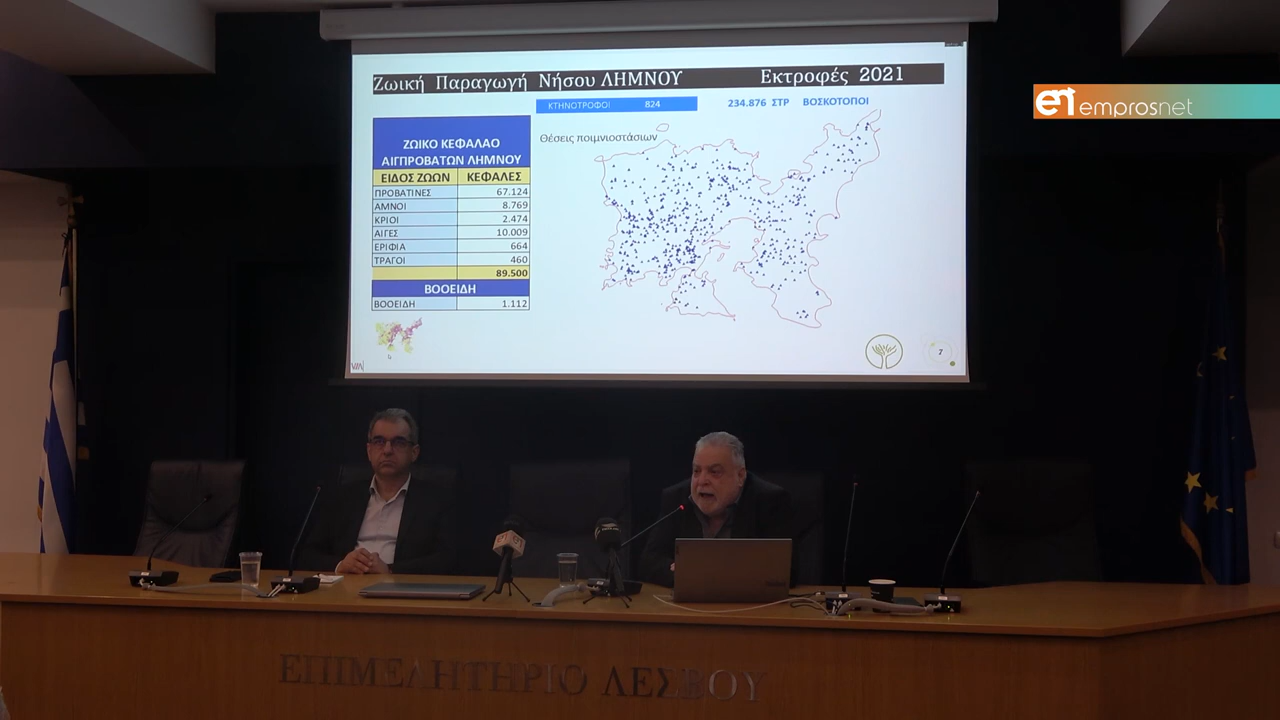 Ζωική Παραγωγή Νήσου ΛΗΜΝΟΥ Εκτροφές 2021
ΚΤΗΝΟΤΡΟΦΟΙ 824
234.876 ΣΤΡ ΒΟΣΚΟΤΟΠΟΙ
Θέσεις ποιμνιοστάσιων
ΖΩΙΚΟ ΚΕΦΑΛΑΟ
ΑΙΓΠΡΟΒΑΤΩΝ ΛΗΜΝΟΥ
ΕΙΔΟΣ ΖΩΩΝ ΚΕΦΑΛΕΣ
ΠΡΟΒΑΤΙΝΕΣ 67.124
ΑΜΝΟΙ 8.769
ΚΡΙΟΙ 2.474
ΑΙΓΕΣ 10.009
ΕΡΙΦΙΑ 664
ΤΡΑΓΟΙ 460
89.500
ΒΟΟΕΙΔΗ
ΒΟΟΕΙΔΗ 1.112
7
emprosnet
ΕΠΙΜΕΛΗΤΗΡΙΟ ΛΕΣΒΟΥ